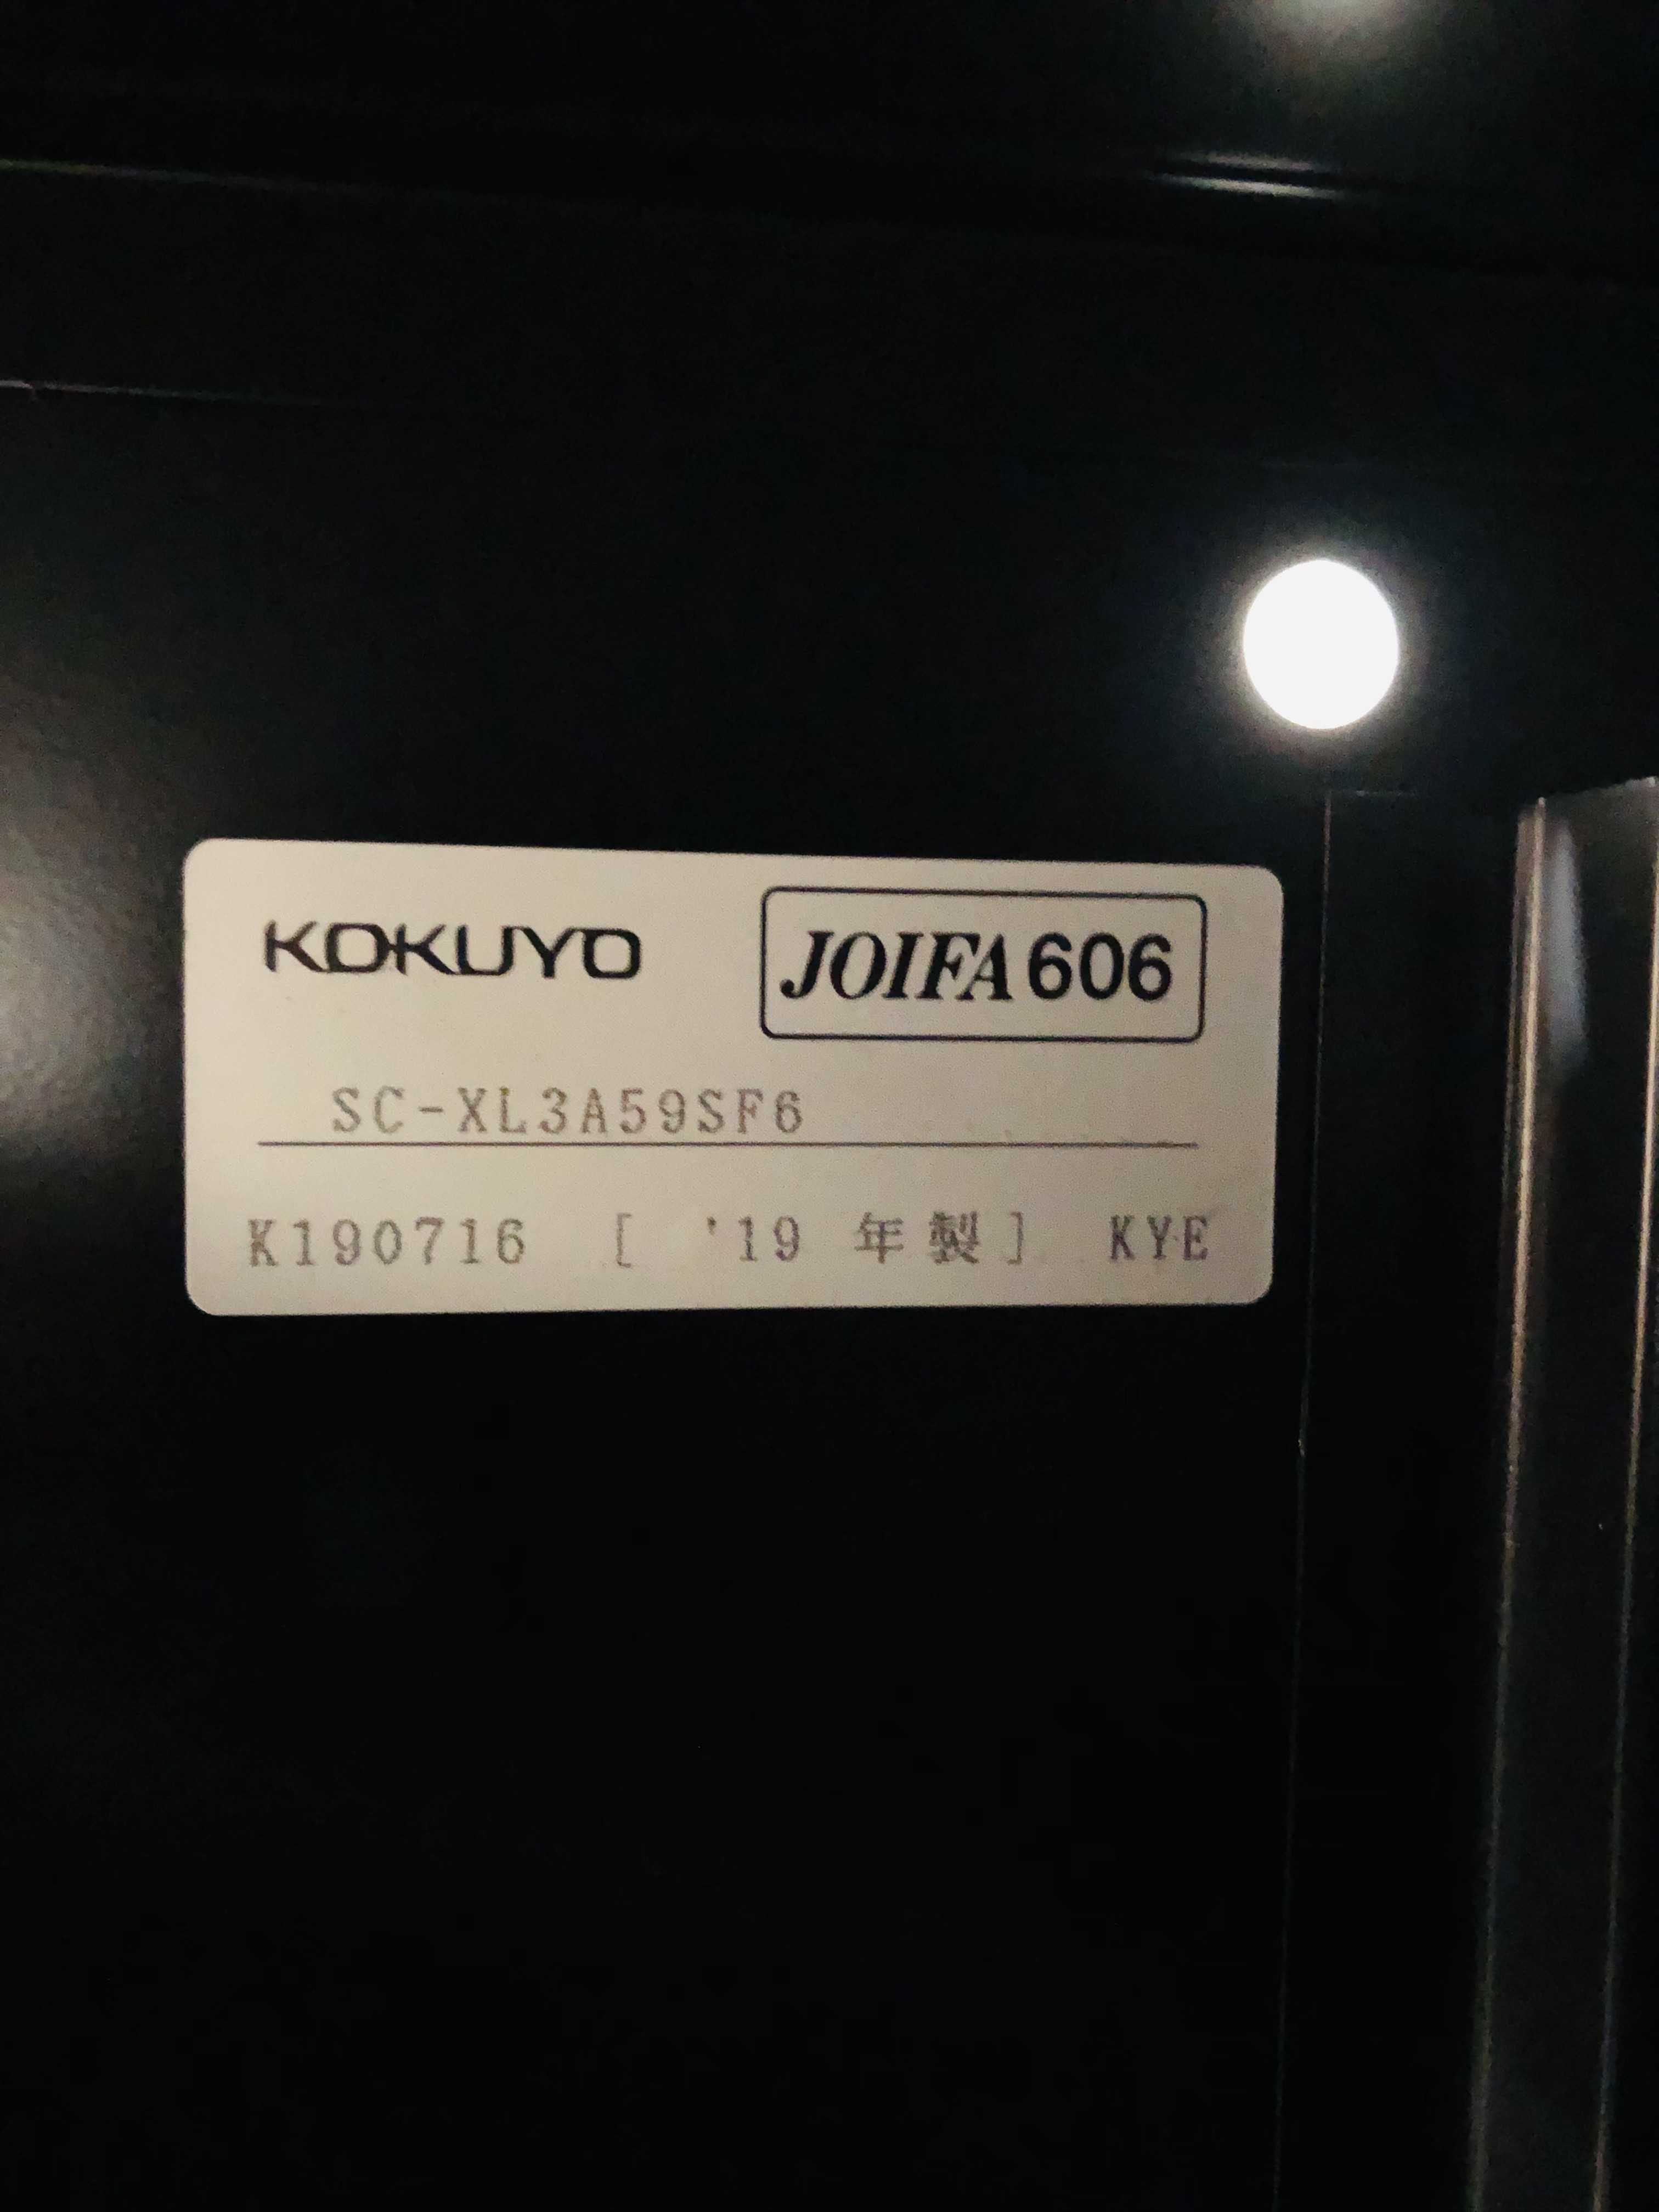 KOKUYO JOIFA606
SC-XL3A59SF6
K190716 [ '19 年製] KYE